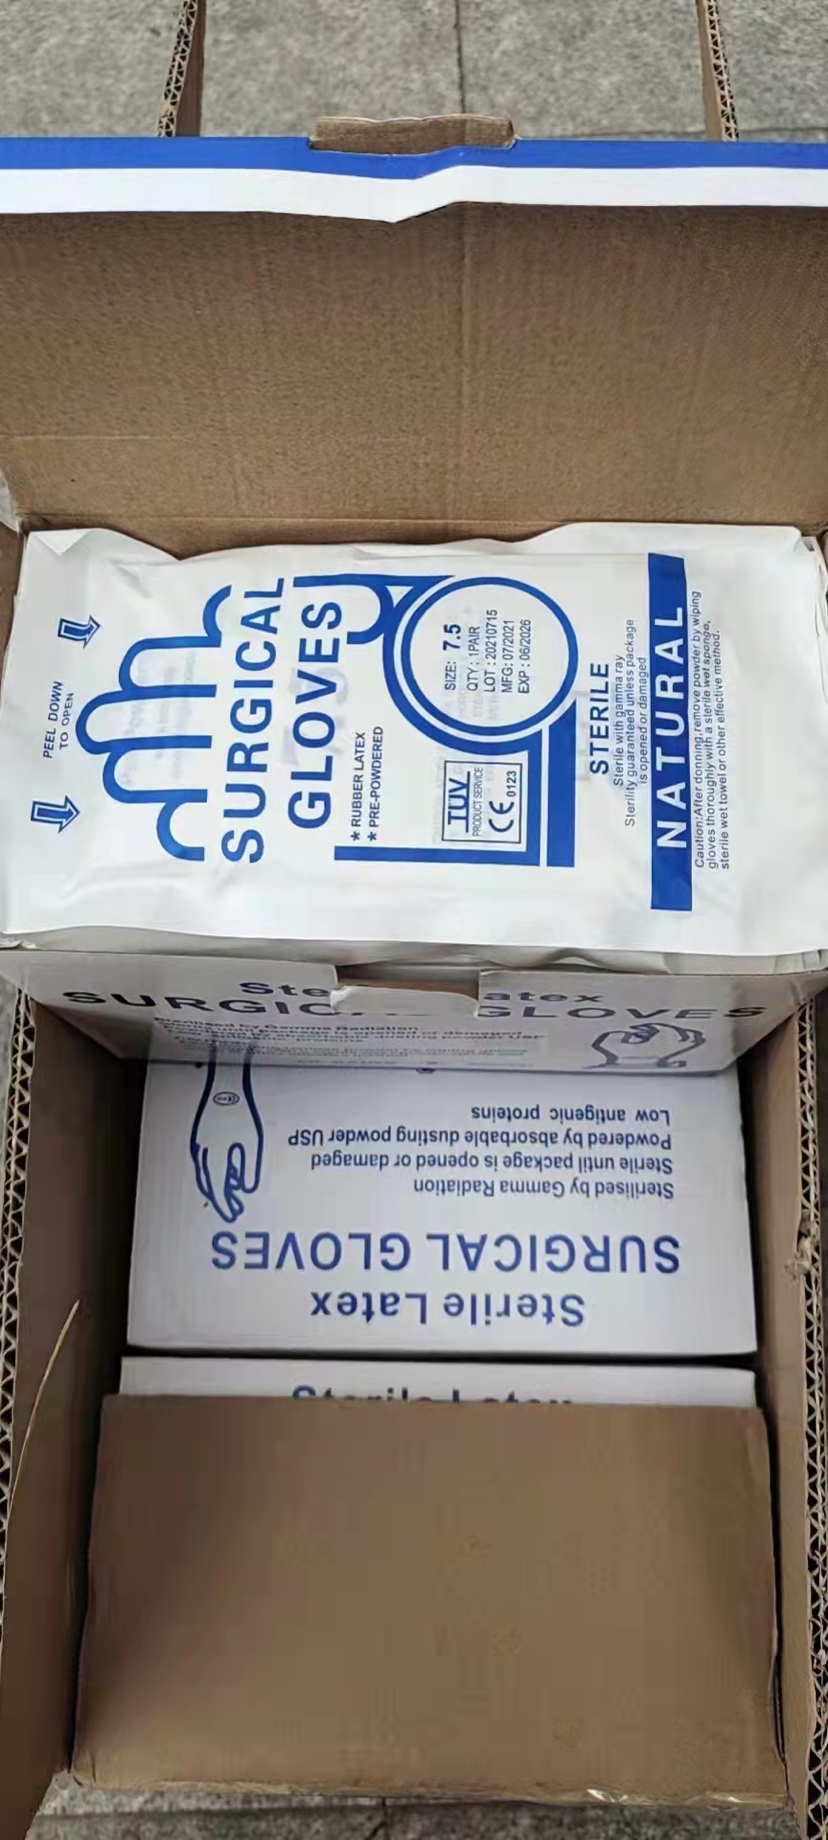 PEEL DOWN
TO OPEN
SURGICAL
GLOVES
★ RUBBER LATEX
★ PRE-POWDERED
SIZE: 7.5
QTY : 1PAIR
LOT : 20210715
MFG: 07/2021
EXP : 06/2026
TÜV
PRODUCT SERVICE
CE 0123
STERILE
Sterile with gamma ray
Sterility guaranteed unless package
is opened or damaged
NATURAL
Caution:After donning,remove powder by wiping
gloves thoroughly with a sterile wet sponge,
sterile wet towel or other effective method.
SURGICAL GLOVES
Sterile Latex
SURGICAL GLOVES
Sterilised by Gamma Radiation
Sterile until package is opened or damaged
Powdered by absorbable dusting powder USP
Low antigenic proteins
Sterile Latex